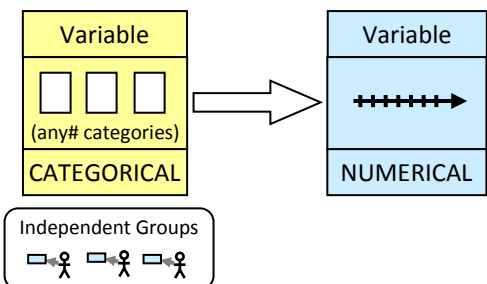 Variable
(any# categories)
CATEGORICAL
Independent Groups
Variable
NUMERICAL